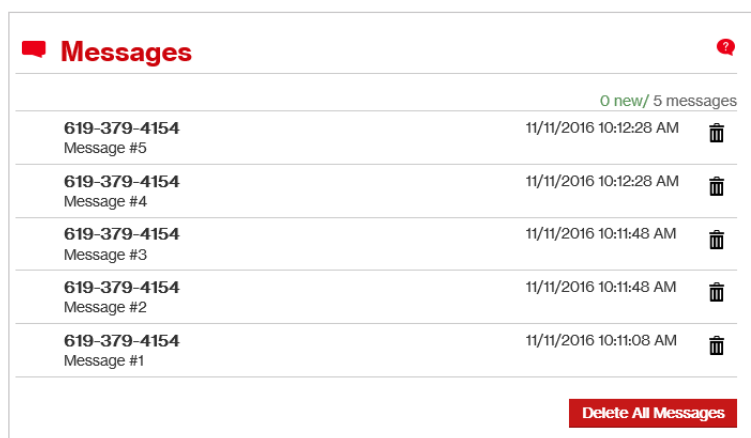 Messages
?
0 new/ 5 messages
619-379-4154 11/11/2016 10:12:28 AM
Message #5
619-379-4154 11/11/2016 10:12:28 AM
Message #4
619-379-4154 11/11/2016 10:11:48 AM
Message #3
619-379-4154 11/11/2016 10:11:48 AM
Message #2
619-379-4154 11/11/2016 10:11:08 AM
Message #1
Delete All Messages